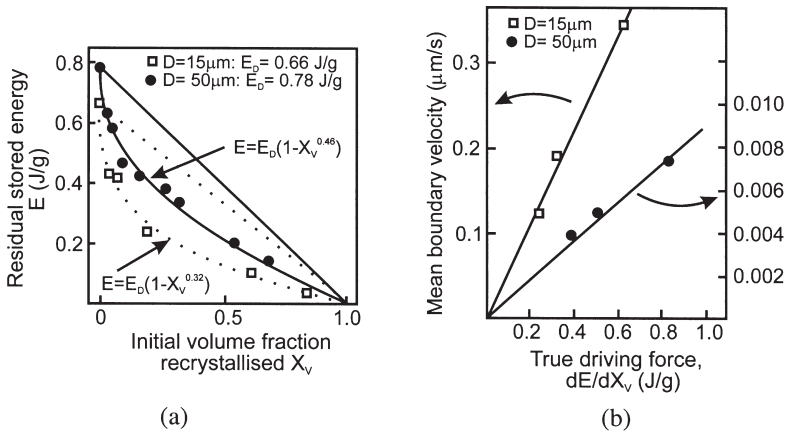 (a)
D=15μm: E_D= 0.66 J/g
D= 50μm: E_D= 0.78 J/g
Residual stored energy
E (J/g)
0.8
0.6
0.4
0.2
E=E_D(1-X_V^0.46)
E=E_D(1-X_V^0.32)
0
0.5
1.0
Initial volume fraction
recrystallised X_V
(a)
(b)
D=15μm
D= 50μm
Mean boundary velocity (μm/s)
0.3
0.2
0.1
0.010
0.008
0.006
0.004
0.002
0.2
0.4
0.6
0.8
1.0
True driving force,
dE/dX_V (J/g)
(b)